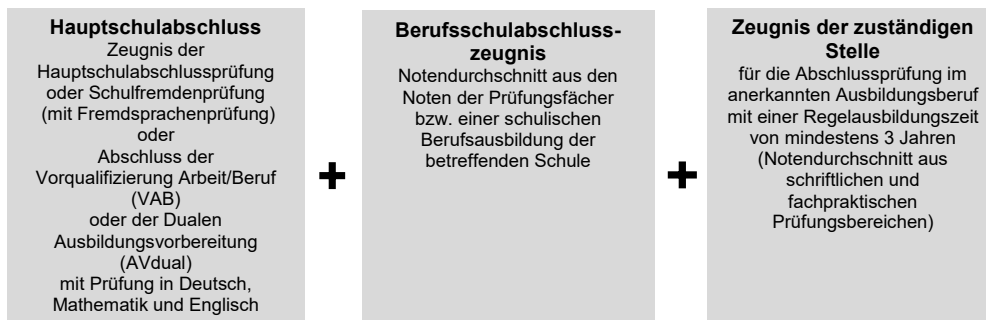 Hauptschulabschluss
Zeugnis der
Hauptschulabschlussprüfung
oder Schulfremdenprüfung
(mit Fremdsprachenprüfung)
oder
Abschluss der
Vorqualifizierung Arbeit/Beruf
(VAB)
oder der Dualen
Ausbildungsvorbereitung
(AVdual)
mit Prüfung in Deutsch,
Mathematik und Englisch
+
Berufsschulabschluss-
zeugnis
Notendurchschnitt aus den
Noten der Prüfungsfächer
bzw. einer schulischen
Berufsausbildung der
betreffenden Schule
+
Zeugnis der zuständigen
Stelle
für die Abschlussprüfung im
anerkannten Ausbildungsberuf
mit einer Regelausbildungszeit
von mindestens 3 Jahren
(Notendurchschnitt aus
schriftlichen und
fachpraktischen
Prüfungsbereichen)